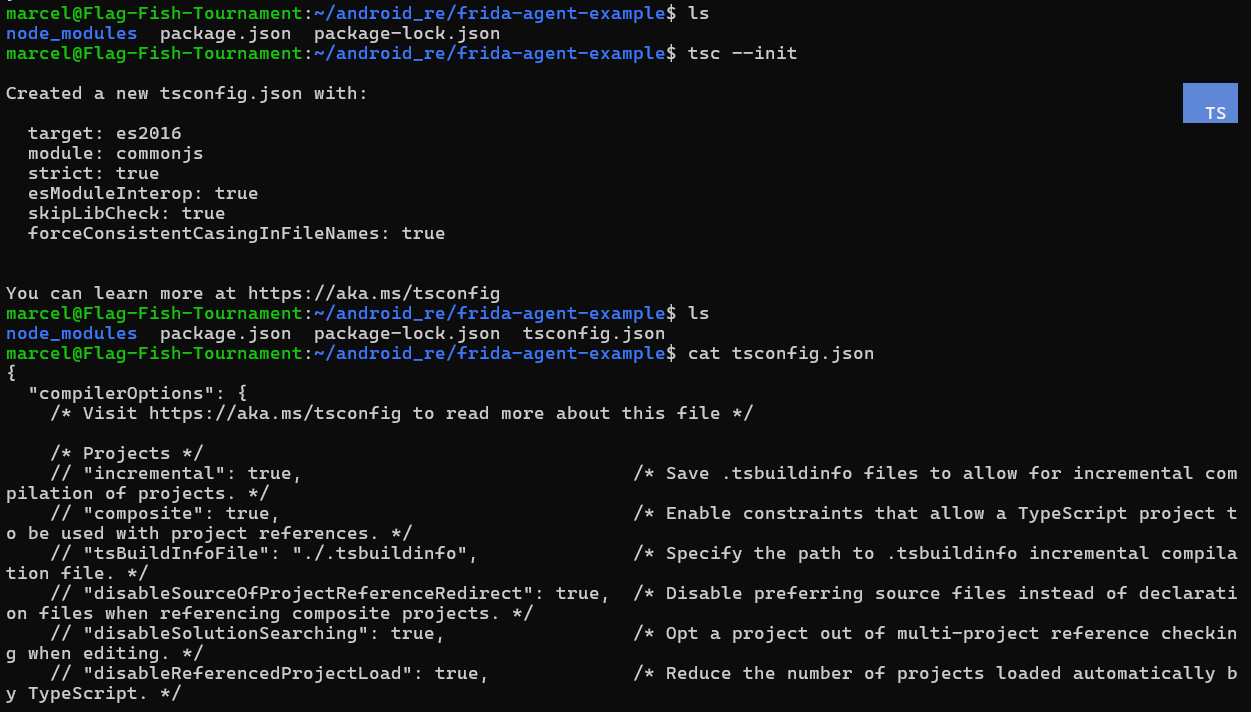 marcel@Flag-Fish-Tournament:~/android_re/frida-agent-example$ ls
node_modules  package.json  package-lock.json
marcel@Flag-Fish-Tournament:~/android_re/frida-agent-example$ tsc --init

Created a new tsconfig.json with:
TS
  target: es2016
  module: commonjs
  strict: true
  esModuleInterop: true
  skipLibCheck: true
  forceConsistentCasingInFileNames: true

You can learn more at https://aka.ms/tsconfig
marcel@Flag-Fish-Tournament:~/android_re/frida-agent-example$ ls
node_modules  package.json  package-lock.json  tsconfig.json
marcel@Flag-Fish-Tournament:~/android_re/frida-agent-example$ cat tsconfig.json
{
  "compilerOptions": {
    /* Visit https://aka.ms/tsconfig to read more about this file */

    /* Projects */
    // "incremental": true,                              /* Save .tsbuildinfo files to allow for incremental com
pilation of projects. */
    // "composite": true,                                /* Enable constraints that allow a TypeScript project t
o be used with project references. */
    // "tsBuildInfoFile": "./.tsbuildinfo",              /* Specify the path to .tsbuildinfo incremental compila
tion file. */
    // "disableSourceOfProjectReferenceRedirect": true,  /* Disable preferring source files instead of declarati
on files when referencing composite projects. */
    // "disableSolutionSearching": true,                 /* Opt a project out of multi-project reference checkin
g when editing. */
    // "disableReferencedProjectLoad": true,             /* Reduce the number of projects loaded automatically b
y TypeScript. */